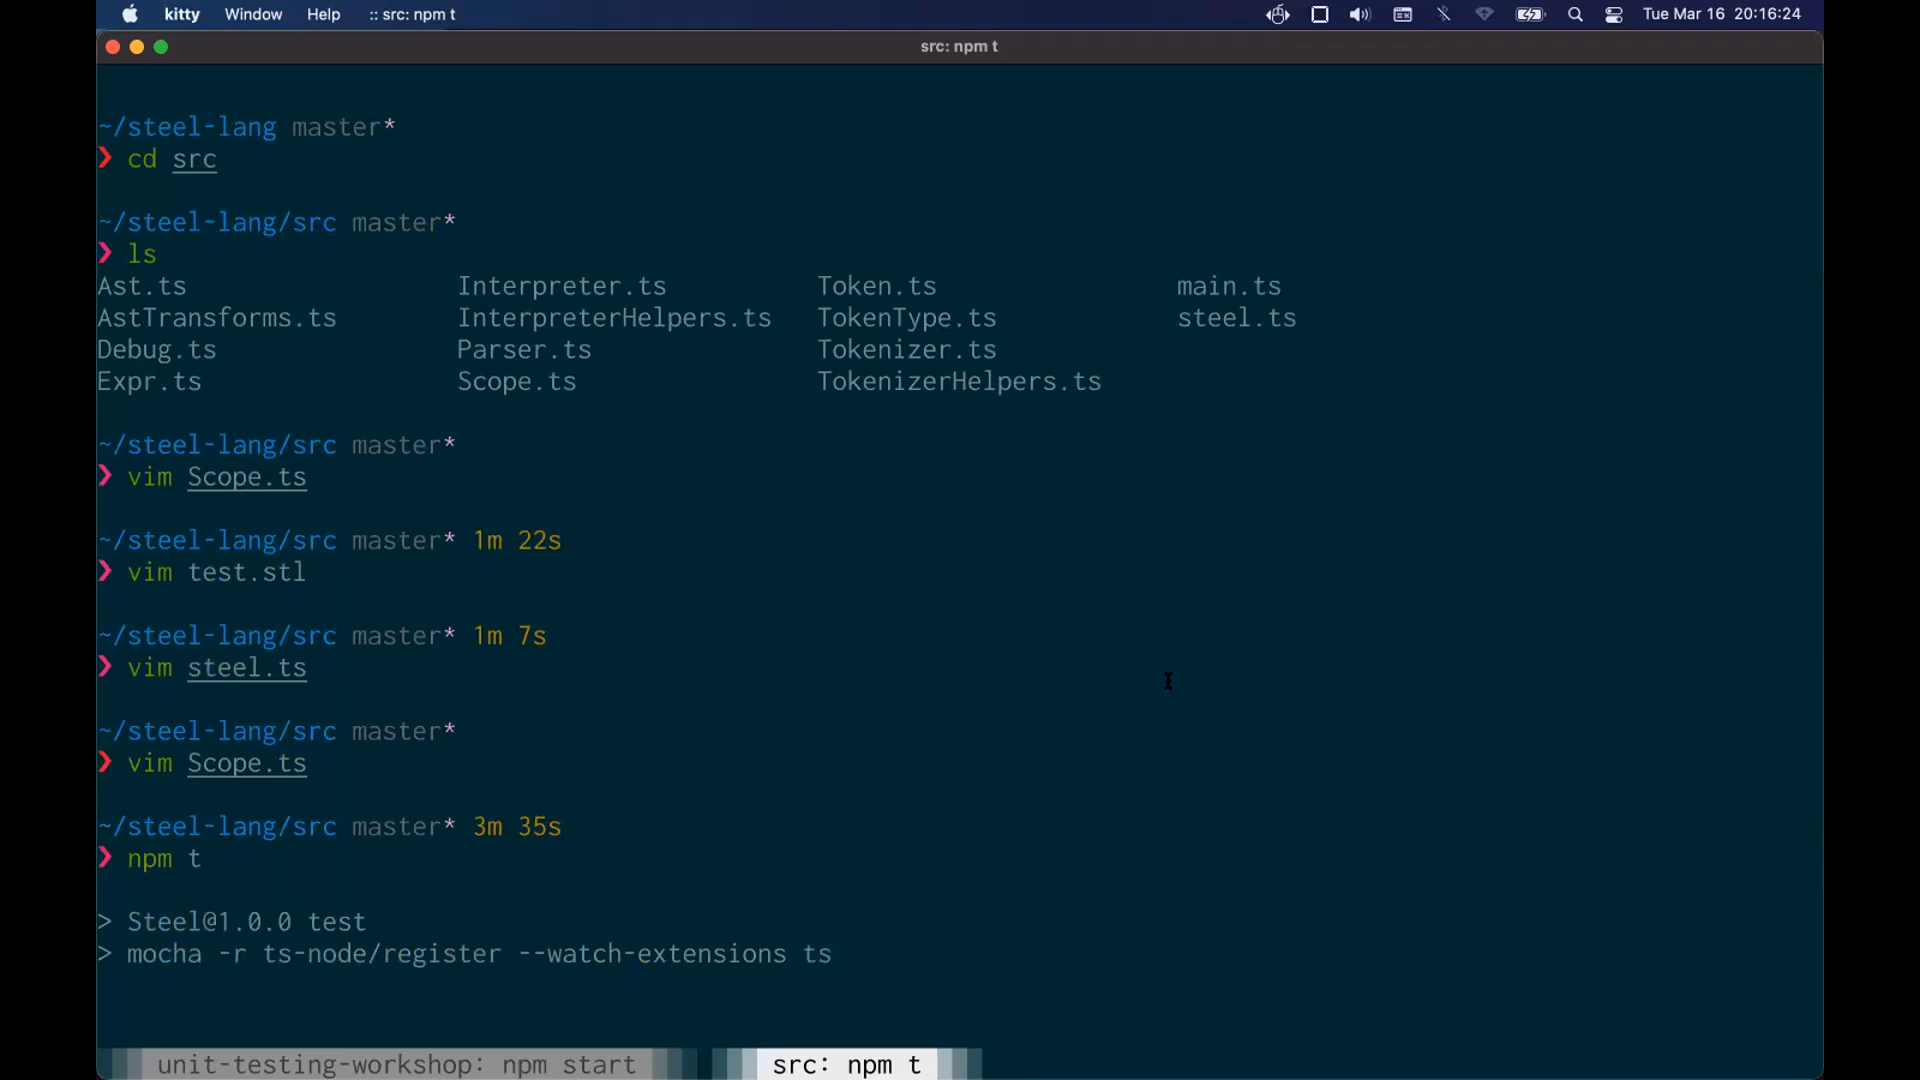 kitty Window Help :: src: npm t Tue Mar 16 20:16:24
src: npm t
~/steel-lang master*
❯ cd src
~/steel-lang/src master*
❯ ls
Ast.ts Interpreter.ts Token.ts main.ts
AstTransforms.ts InterpreterHelpers.ts TokenType.ts steel.ts
Debug.ts Parser.ts Tokenizer.ts
Expr.ts Scope.ts TokenizerHelpers.ts
~/steel-lang/src master*
❯ vim Scope.ts
~/steel-lang/src master* 1m 22s
❯ vim test.stl
~/steel-lang/src master* 1m 7s
❯ vim steel.ts
~/steel-lang/src master*
❯ vim Scope.ts
~/steel-lang/src master* 3m 35s
❯ npm t
> Steel@1.0.0 test
> mocha -r ts-node/register --watch-extensions ts
unit-testing-workshop: npm start src: npm t